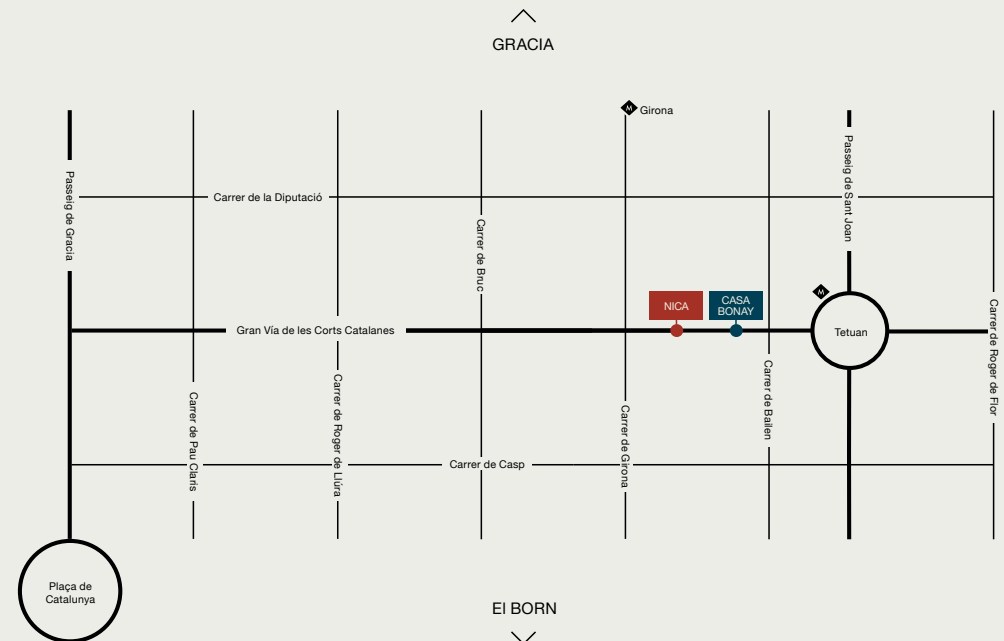 GRACIA
M Girona
Passeig de Gracia
Passeig de Sant Joan
Carrer de la Diputació
Carrer de Bruc
NICA
CASA
BONAY
M
Gran Vía de les Corts Catalanes
Tetuan
Carrer de Roger de Flor
Carrer de Pau Claris
Carrer de Roger de Llúra
Carrer de Girona
Carrer de Bailen
Carrer de Casp
Plaça de
Catalunya
El BORN